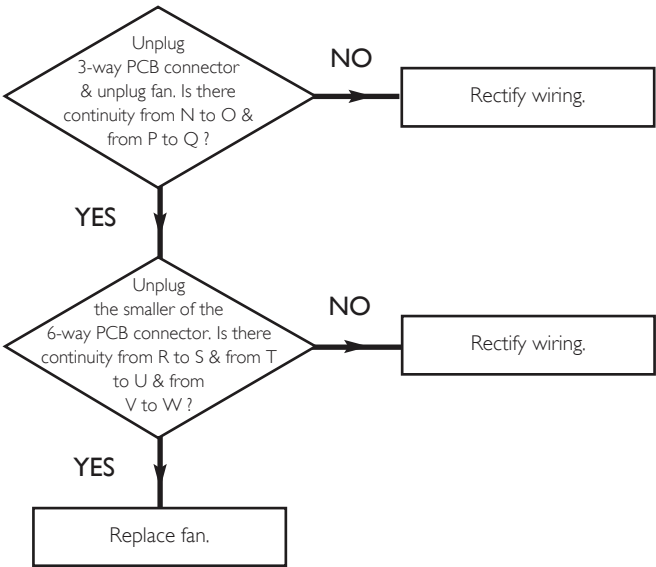 Unplug
3-way PCB connector
& unplug fan. Is there
continuity from N to O &
from P to Q ?
NO
Rectify wiring.
YES
Unplug
the smaller of the
6-way PCB connector. Is there
continuity from R to S & from T
to U & from
V to W ?
NO
Rectify wiring.
YES
Replace fan.